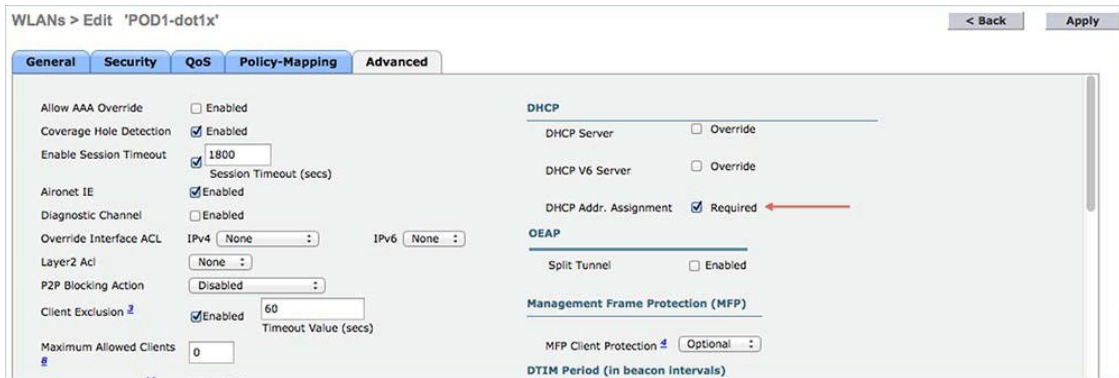 WLANs > Edit 'POD1-dot1x'
< Back
Apply
General
Security
QoS
Policy-Mapping
Advanced
Allow AAA Override
Enabled
Coverage Hole Detection
Enabled
Enable Session Timeout
1800
Session Timeout (secs)
Aironet IE
Enabled
Diagnostic Channel
Enabled
Override Interface ACL
IPv4 None
IPv6 None
Layer2 Acl
None
P2P Blocking Action
Disabled
Client Exclusion 3
Enabled
60
Timeout Value (secs)
Maximum Allowed Clients
8
0
DHCP
DHCP Server
Override
DHCP V6 Server
Override
DHCP Addr. Assignment
Required
OEAP
Split Tunnel
Enabled
Management Frame Protection (MFP)
MFP Client Protection 4
Optional
DTIM Period (in beacon intervals)